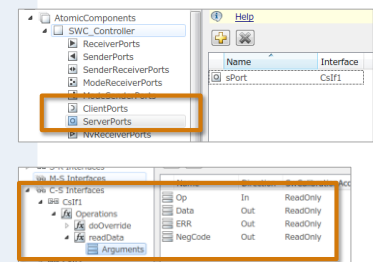 AtomicComponents
SWC_Controller
ReceiverPorts
SenderPorts
SenderReceiverPorts
ModeReceiverPorts
ModeSenderPorts
ClientPorts
ServerPorts
NvReceiverPorts
Help
Name Interface
sPort CsIf1
M-S Interfaces
C-S Interfaces
CsIf1
Operations
doOverride
readData
Arguments
Name Direction
Op In ReadOnly
Data Out ReadOnly
ERR Out ReadOnly
NegCode Out ReadOnly